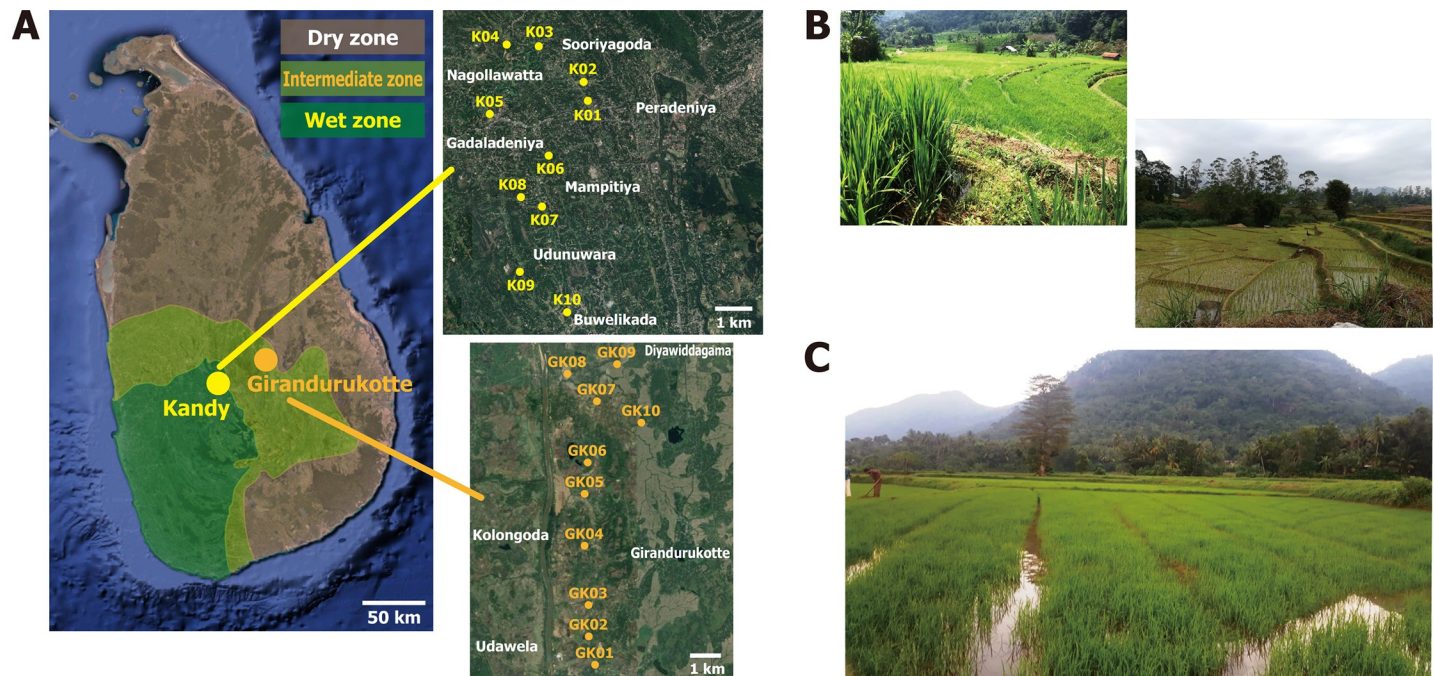 A
Dry zone
Intermediate zone
Wet zone
Girandurukotte
Kandy
50 km
K04
K03
Sooriyagoda
Nagollawatta
K02
K05
K01
Peradeniya
Gadaladeniya
K06
K08
Mampitiya
K07
Udunuwara
K09
K10
Buwelikada
1 km
GK08
GK09
Diyawiddagama
GK07
GK10
GK06
GK05
Kolongoda
GK04
Girandurukotte
GK03
GK02
Udawela
GK01
1 km
B
C